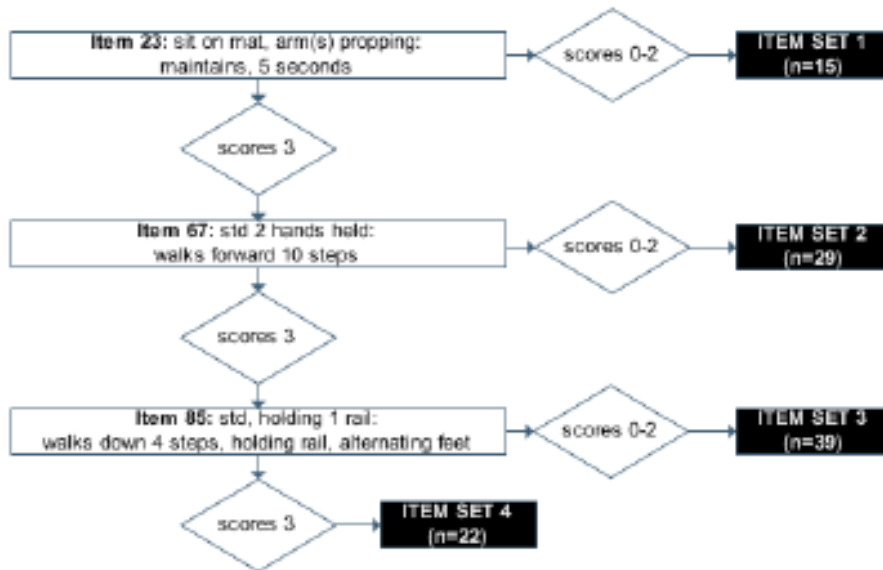 Item 23: sit on mat, arm(s) propping:
maintains, 5 seconds
scores 0-2
ITEM SET 1
(n=15)
scores 3
Item 67: std 2 hands held:
walks forward 10 steps
scores 0-2
ITEM SET 2
(n=29)
scores 3
Item 85: std, holding 1 rail:
walks down 4 steps, holding rail, alternating feet
scores 0-2
ITEM SET 3
(n=39)
scores 3
ITEM SET 4
(n=22)